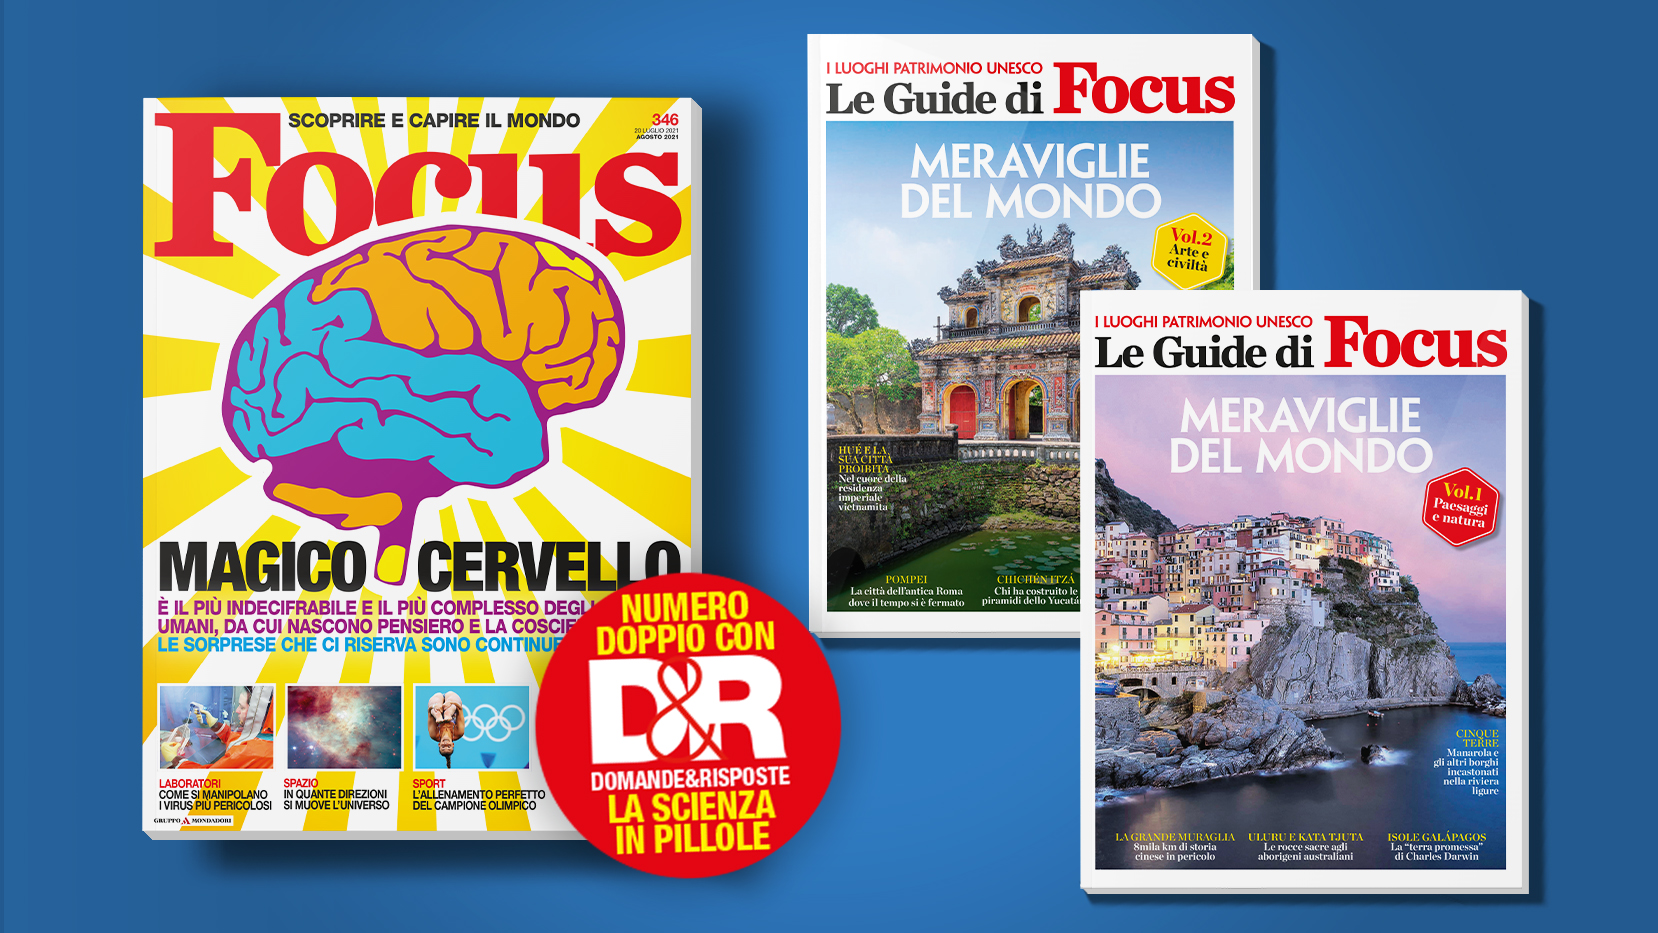 SCOPRIRE E CAPIRE IL MONDO
346
20 LUGLIO 2021
AGOSTO 2021
Focus
MAGICO CERVELLO
È IL PIÙ INDECIFRABILE E IL PIÙ COMPLESSO DEGLI
UMANI, DA CUI NASCONO PENSIERO E LA
LE SORPRESE CHE CI RISERVA SONO
LABORATORI
COME SI MANIPOLANO
I VIRUS PIÙ PERICOLOSI
SPAZIO
IN QUANTE DIREZIONI
SI MUOVE L'UNIVERSO
SPORT
L'ALLENAMENTO PERFETTO
DEL CAMPIONE OLIMPICO
GRUPPO MONDADORI
NUMERO
DOPPIO CON
D&R
DOMANDE&RISPOSTE
LA SCIENZA
IN PILLOLE
I LUOGHI PATRIMONIO UNESCO
Le Guide di Focus
MERAVIGLIE
DEL MONDO
Vol.2
Arte e
civiltà
HUÉ E LA
SUA CITTÀ
PROIBITA
Nel cuore della
residenza
imperiale
vietnamita
POMPEI
La città dell'antica Roma
dove il tempo si è fermato
CHICHÉN ITZÁ
Chi ha costruito le
piramidi dello
I LUOGHI PATRIMONIO UNESCO
Le Guide di Focus
MERAVIGLIE
DEL MONDO
Vol.1
Paesaggi
e natura
CINQUE
TERRE
Manarola e
gli altri borghi
incastonati
nella riviera
ligure
LA GRANDE MURAGLIA
8mila km di storia
cinese in pericolo
ULURU E KATA TJUTA
Le rocce sacre agli
aborigeni australiani
ISOLE GALÁPAGOS
La "terra promessa"
di Charles Darwin